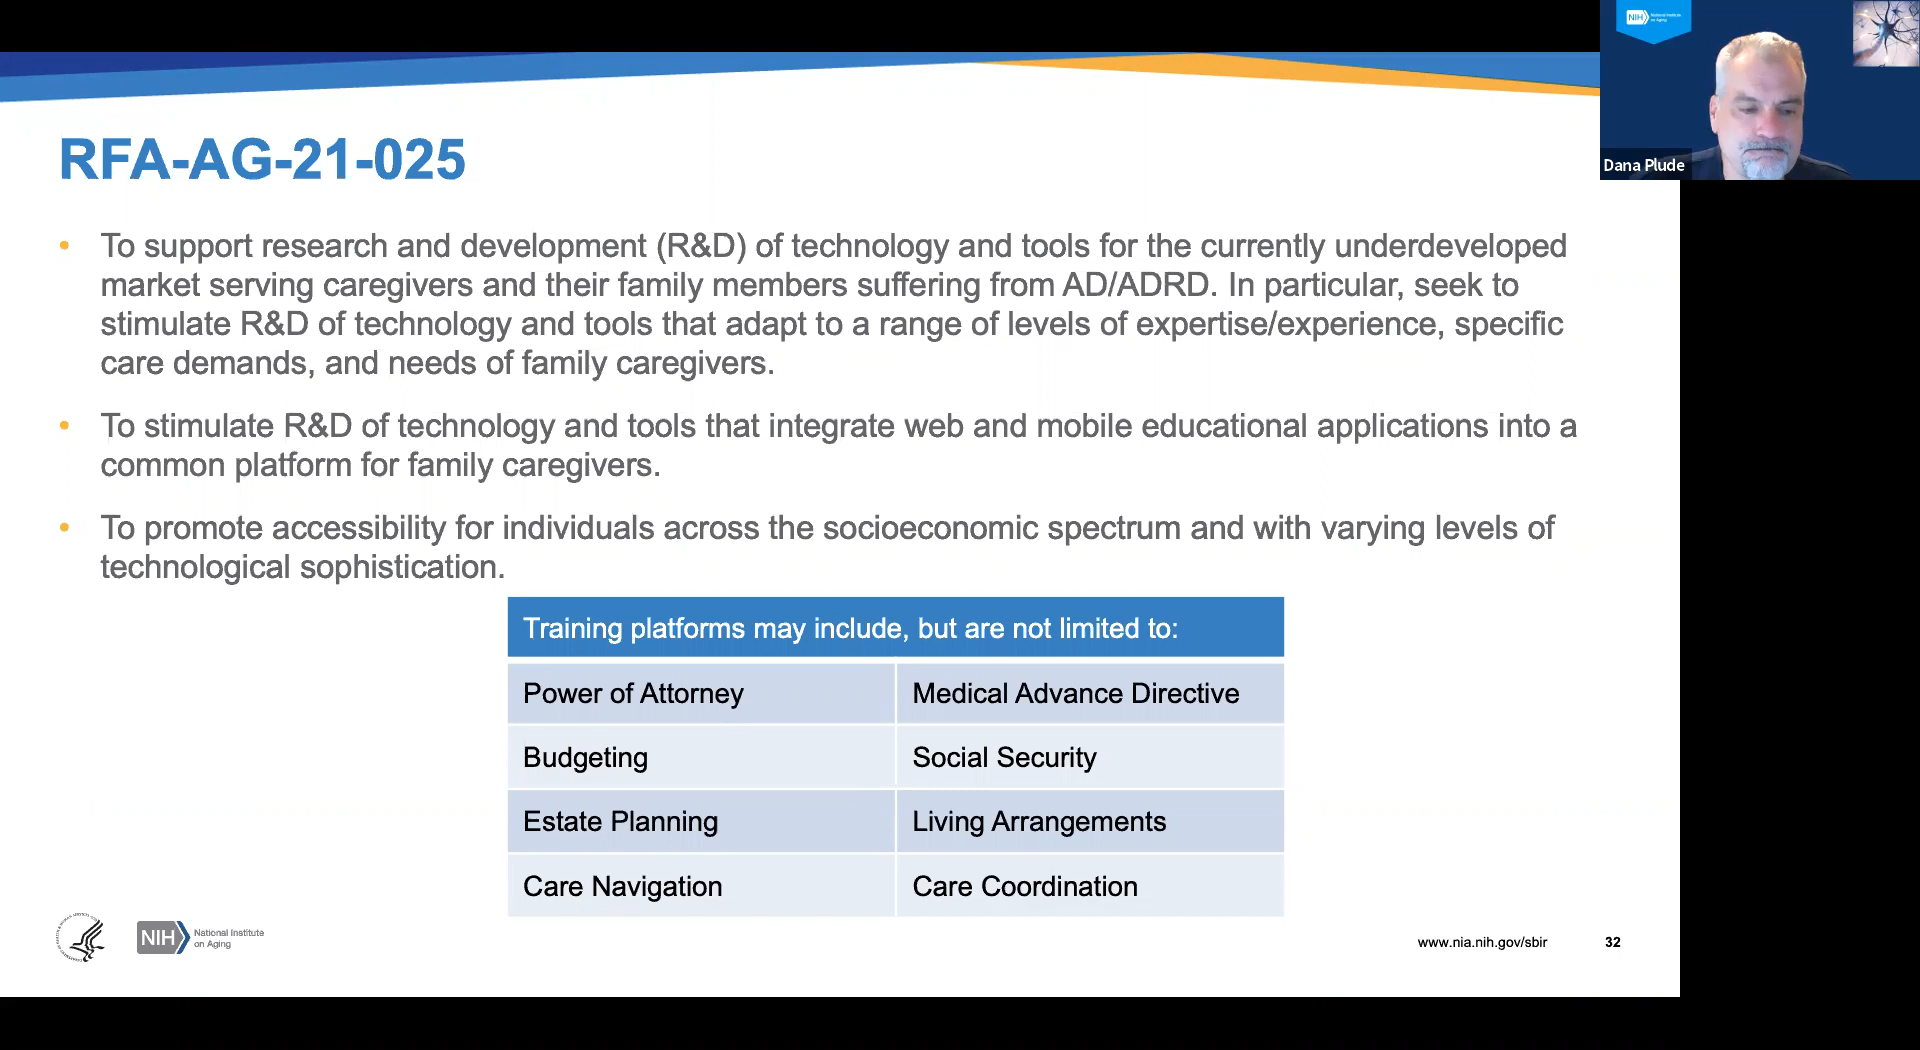 NIH National Institute
on Aging
Dana Plude
RFA-AG-21-025
• To support research and development (R&D) of technology and tools for the currently underdeveloped
market serving caregivers and their family members suffering from AD/ADRD. In particular, seek to
stimulate R&D of technology and tools that adapt to a range of levels of expertise/experience, specific
care demands, and needs of family caregivers.
• To stimulate R&D of technology and tools that integrate web and mobile educational applications into a
common platform for family caregivers.
• To promote accessibility for individuals across the socioeconomic spectrum and with varying levels of
technological sophistication.
Training platforms may include, but are not limited to:
Power of Attorney Medical Advance Directive
Budgeting Social Security
Estate Planning Living Arrangements
Care Navigation Care Coordination
NIH National Institute
on Aging
www.nia.nih.gov/sbir 32